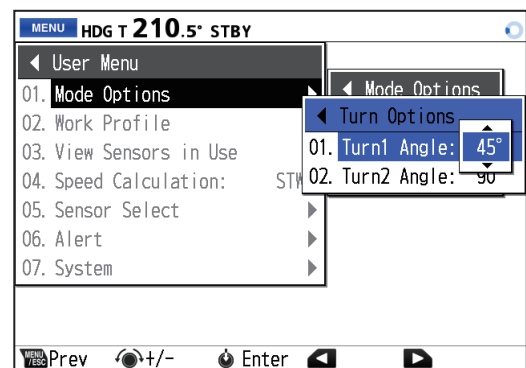 MENU HDG T 210.5° STBY
User Menu
01. Mode Options
02. Work Profile
03. View Sensors in Use
04. Speed Calculation: STW
05. Sensor Select
06. Alert
07. System
Mode Options
Turn Options
01. Turn1 Angle: 45°
02. Turn2 Angle: 90°
MENU/ESC Prev +/- Enter